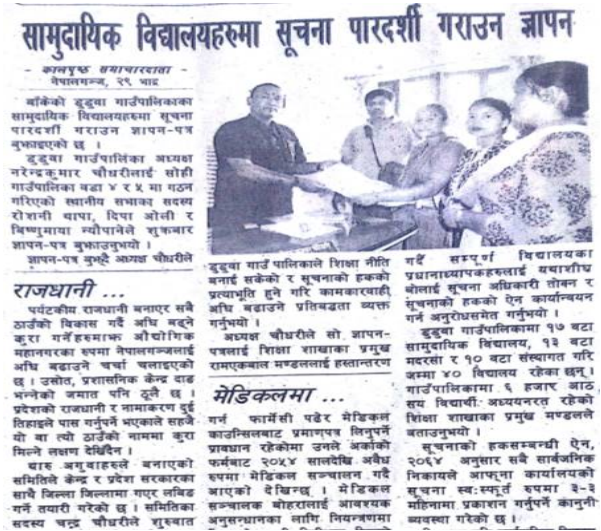 सामुदायिक विद्यालयहरुमा सूचना पारदर्शी गराउन ज्ञापन
- कालपृष्ठ समाचारदाता -
नेपालगन्ज, २९ भाद्र
बाँकेको डुडुवा गाउँपालिकाका
सामुदायिक विद्यालयहरुमा सूचना
पारदर्शी गराउन ज्ञापन-पत्र
बुझाइएको छ ।
डुडुवा गाउँपालिका अध्यक्ष
नरेन्द्रकुमार चौधरीलाई सोही
गाउँपालिका वडा ४ र ५ मा गठन
गरिएको स्थानीय सभाका सदस्य
रोशनी थापा, दिपा ओली र
बिष्णुमाया न्यौपानेले शुक्रबार
ज्ञापन-पत्र बुझाउनुभयो ।
ज्ञापन-पत्र बुझ्दै अध्यक्ष चौधरीले
डुडुवा गाउँ पालिकाले शिक्षा नीति
बनाई सकेको र सूचनाको हकको
प्रत्याभूति हुने गरि कामकारवाही
अघि बढाउने प्रतिबद्धता व्यक्त
गर्नुभयो ।
अध्यक्ष चौधरीले सो ज्ञापन-
पत्रलाई शिक्षा शाखाका प्रमुख
रामएकबाल मण्डललाई हस्तान्तरण
गर्दै सम्पूर्ण विद्यालयका
प्रधानाध्यापकहरुलाई यथाशीघ्र
बोलाई सूचना अधिकारी तोक्न र
सूचनाको हकको ऐन कार्यान्वयन
गर्न अनुरोधसमेत गर्नुभयो ।
डुडुवा गाउँपालिकामा १७ वटा
सामुदायिक विद्यालय, १३ वटा
मदरसा र १० वटा संस्थागत गरि
जम्मा ४० विद्यालय रहेका छन् ।
गाउँपालिकामा ६ हजार आठ
सय विद्यार्थी अध्ययनरत रहेको
शिक्षा शाखाका प्रमुख मण्डलले
बताउनुभयो ।
सूचनाको हकसम्बन्धी ऐन,
२०६४ अनुसार सबै सार्वजनिक
निकायले आफ्ना कार्यालयको
सूचना स्वःस्फूर्त रुपमा ३-३
महिनामा प्रकाशन गर्नुपर्ने कानुनी
ब्यवस्था गरेको छ ।
राजधानी ...
पर्यटकीय राजधानी बनाएर सबै
ठाउँको विकास गर्दै अघि बढ्ने
कुरा गर्नेहरुमाझ औद्योगिक
महानगरका रुपमा नेपालगन्जलाई
अघि बढाउने चर्चा चलाइएको
छ । उसोत, प्रशासनिक केन्द्र दाङ
भन्नेको जमात पनि ठूलै छ ।
प्रदेशको राजधानी र नामाकरण दुई
तिहाइले पास गर्नुपर्ने भएकाले सहजै
यो वा त्यो ठाउँको नाममा कुरा
मिल्ने लक्षण देखिँदैन ।
थारु अगुवाहरुले बनाएको
समितिले केन्द्र र प्रदेश सरकारका
साथै जिल्ला जिल्लामा गएर लबिङ
गर्ने तयारी गरेको छ । समितिका
सदस्य चन्द्र चौधरीले शुरुवात
मेडिकलमा ...
गर्न फार्मेसी पढेर मेडिकल
काउन्सिलबाट प्रमाणपत्र लिनुपर्ने
प्रावधान रहेकोमा उनले अर्काको
फर्मबाट २०५४ सालदेखि अवैध
रुपमा मेडिकल सञ्चालन गर्दै
आएको देखिन्छ । मेडिकल
सञ्चालक बोहरालाई आवश्यक
अनुसन्धानका लागि नियन्त्रणमा